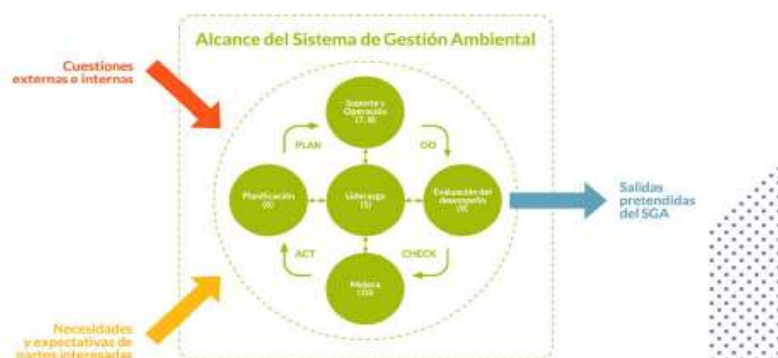 Alcance del Sistema de Gestión Ambiental
Cuestiones
externas e internas
Soporte y
Operación
(7, 8)
PLAN
DO
Planificación
(6)
Liderazgo
(5)
Evaluación del
desempeño
(9)
Salidas
pretendidas
del SGA
ACT
CHECK
Mejora
(10)
Necesidades
y expectativas de
partes interesadas